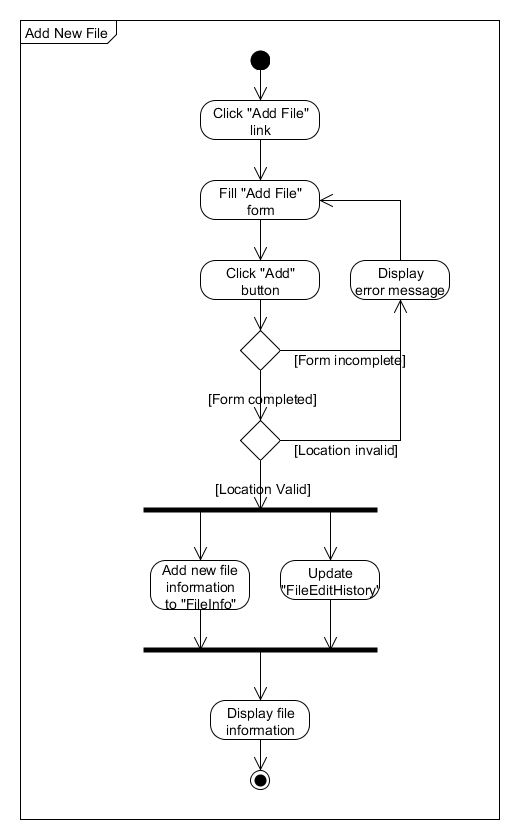 Add New File
Click "Add File"
link
Fill "Add File"
form
Click "Add"
button
Display
error message
[Form incomplete]
[Form completed]
[Location invalid]
[Location Valid]
Add new file
information
to "FileInfo"
Update
"FileEditHistory"
Display file
information